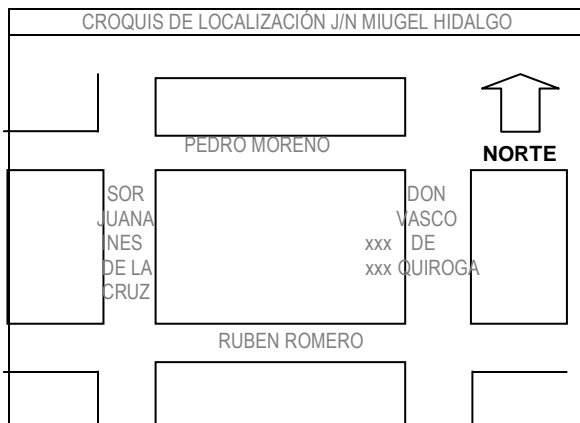 CROQUIS DE LOCALIZACIÓN J/N MIUGEL HIDALGO
PEDRO MORENO
NORTE
SOR
JUANA
INES
DE LA
CRUZ
DON
VASCO
xxx DE
xxx QUIROGA
RUBEN ROMERO